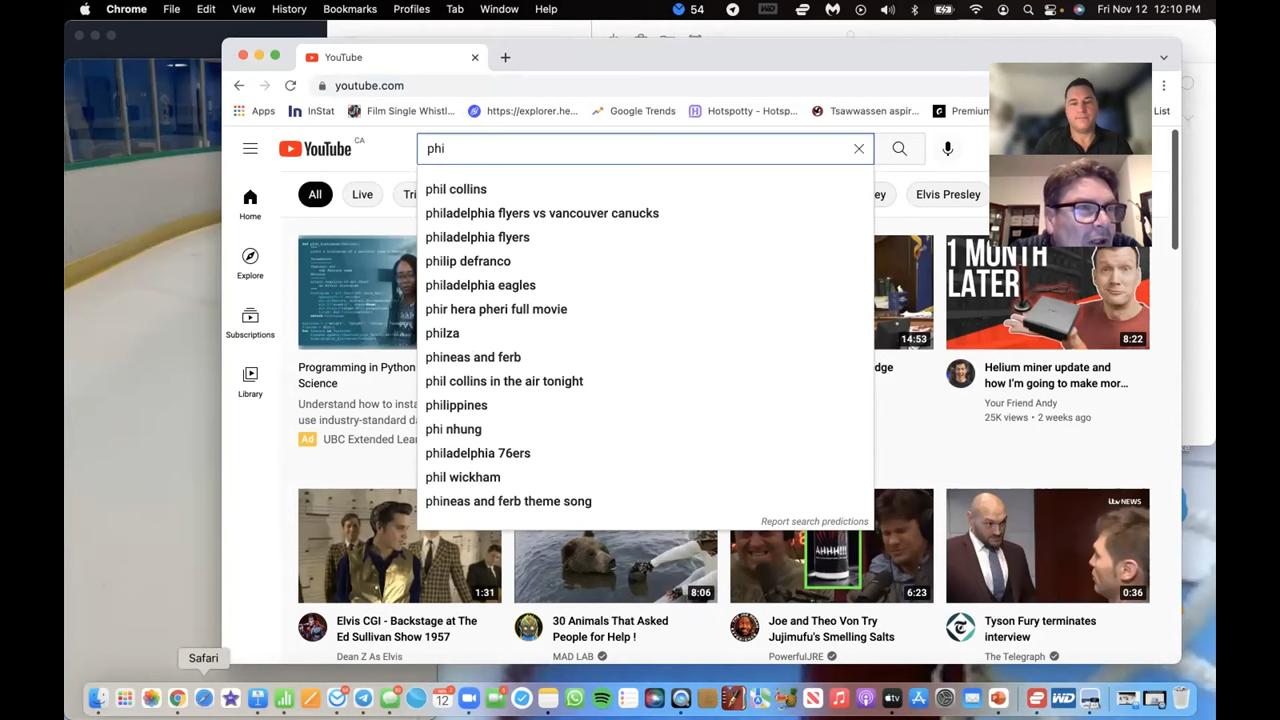 Chrome File Edit View History Bookmarks Profiles Tab Window Help 54 Fri Nov 12 12:10 PM
YouTube
youtube.com
Apps InStat Film Single Whistl... https://explorer.he... Google Trends Hotspotty - Hotsp... Tsawwassen aspir... Premium List
YouTube CA
phi
All Live Tri ey Elvis Presley
Home
Explore
Subscriptions
Library
phil collins
philadelphia flyers vs vancouver canucks
philadelphia flyers
philip defranco
philadelphia eagles
phir hera pheri full movie
philza
phineas and ferb
phil collins in the air tonight
philippines
phi nhung
philadelphia 76ers
phil wickham
phineas and ferb theme song
Report search predictions
Programming in Python
Science
Understand how to insta
use industry-standard da
Ad UBC Extended Lear
14:53
dge
1 MONTH
LATER
8:22
Helium miner update and
how I'm going to make mor...
Your Friend Andy
25K views • 2 weeks ago
1:31
Elvis CGI - Backstage at The
Ed Sullivan Show 1957
Dean Z As Elvis
8:06
30 Animals That Asked
People for Help !
MAD LAB
AHHH!!
6:23
Joe and Theo Von Try
Jujimufu's Smelling Salts
PowerfulJRE
itv NEWS
0:36
Tyson Fury terminates
interview
The Telegraph
Safari
12
WD